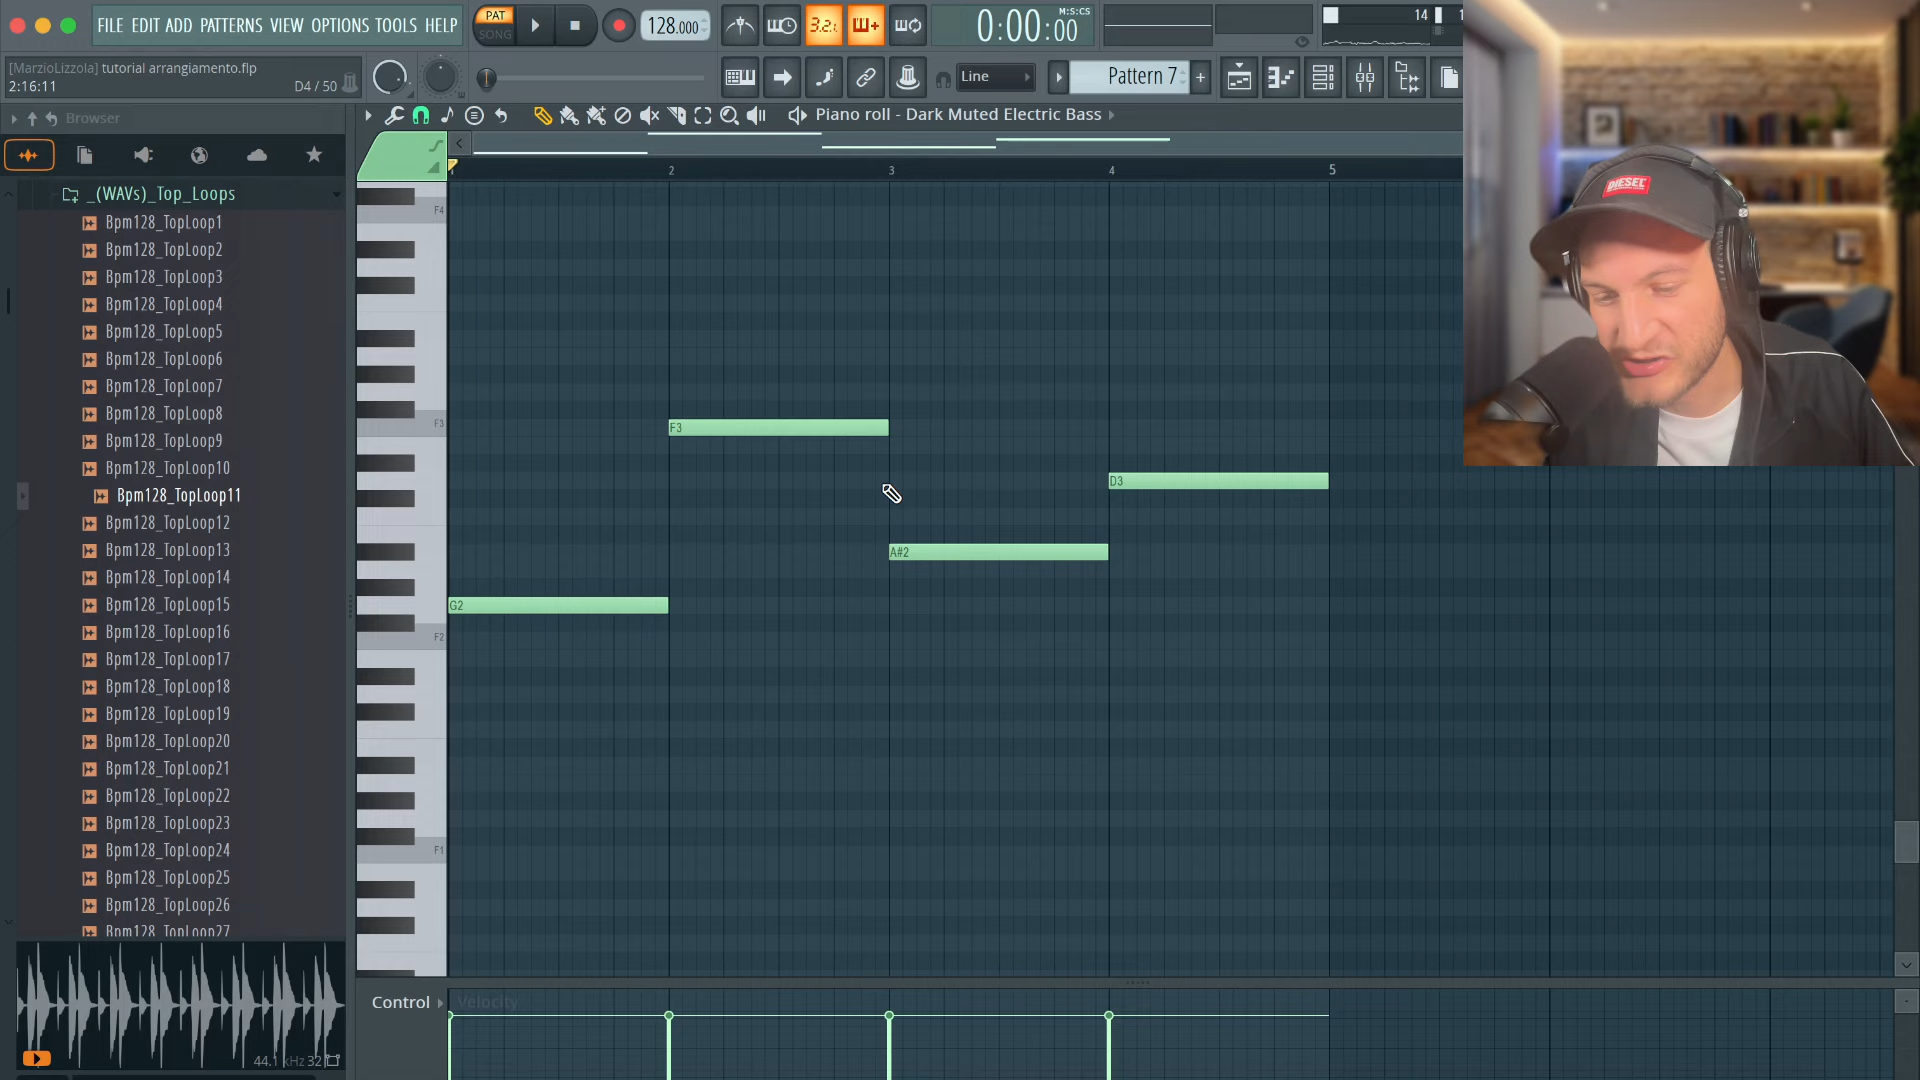 FILE EDIT ADD PATTERNS VIEW OPTIONS TOOLS HELP
PAT
SONG
128.000
3.2.
0:00:00
M:S:CS
14
[MarzioLizzola] tutorial arrangiamento.flp
2:16:11
D4 / 50
Line
Pattern 7
Browser
Piano roll - Dark Muted Electric Bass
_(WAVs)_Top_Loops
Bpm128_TopLoop1
Bpm128_TopLoop2
Bpm128_TopLoop3
Bpm128_TopLoop4
Bpm128_TopLoop5
Bpm128_TopLoop6
Bpm128_TopLoop7
Bpm128_TopLoop8
Bpm128_TopLoop9
Bpm128_TopLoop10
Bpm128_TopLoop11
Bpm128_TopLoop12
Bpm128_TopLoop13
Bpm128_TopLoop14
Bpm128_TopLoop15
Bpm128_TopLoop16
Bpm128_TopLoop17
Bpm128_TopLoop18
Bpm128_TopLoop19
Bpm128_TopLoop20
Bpm128_TopLoop21
Bpm128_TopLoop22
Bpm128_TopLoop23
Bpm128_TopLoop24
Bpm128_TopLoop25
Bpm128_TopLoop26
Bpm128_TopLoop27
44.1 kHz 32
2 3 4 5
F4
F3
F2
F1
F3
D3
A#2
G2
Control
Velocity
DIESEL